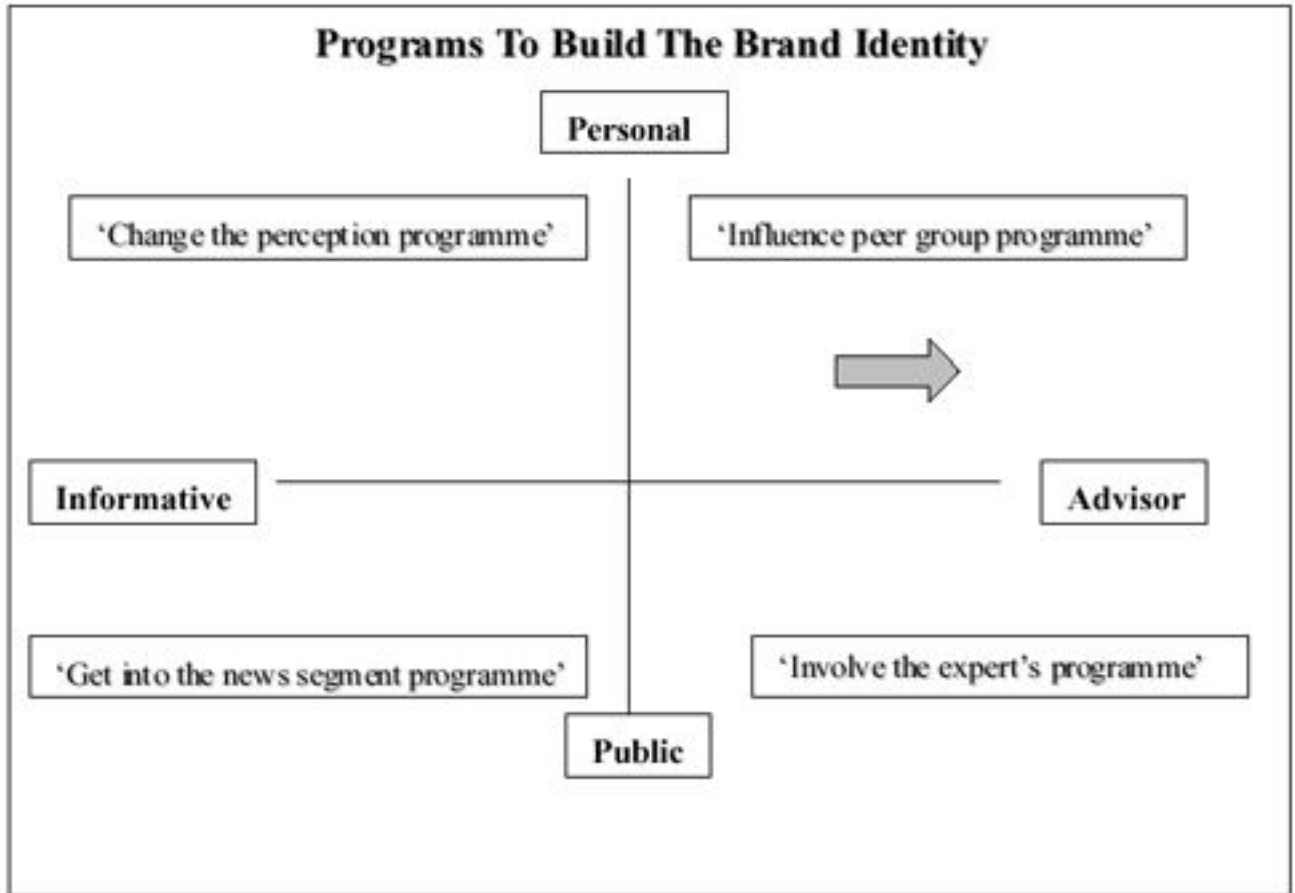 Programs To Build The Brand Identity
Personal
‘Change the perception programme’
‘Influence peer group programme’
Informative
Advisor
‘Get into the news segment programme’
‘Involve the expert’s programme’
Public